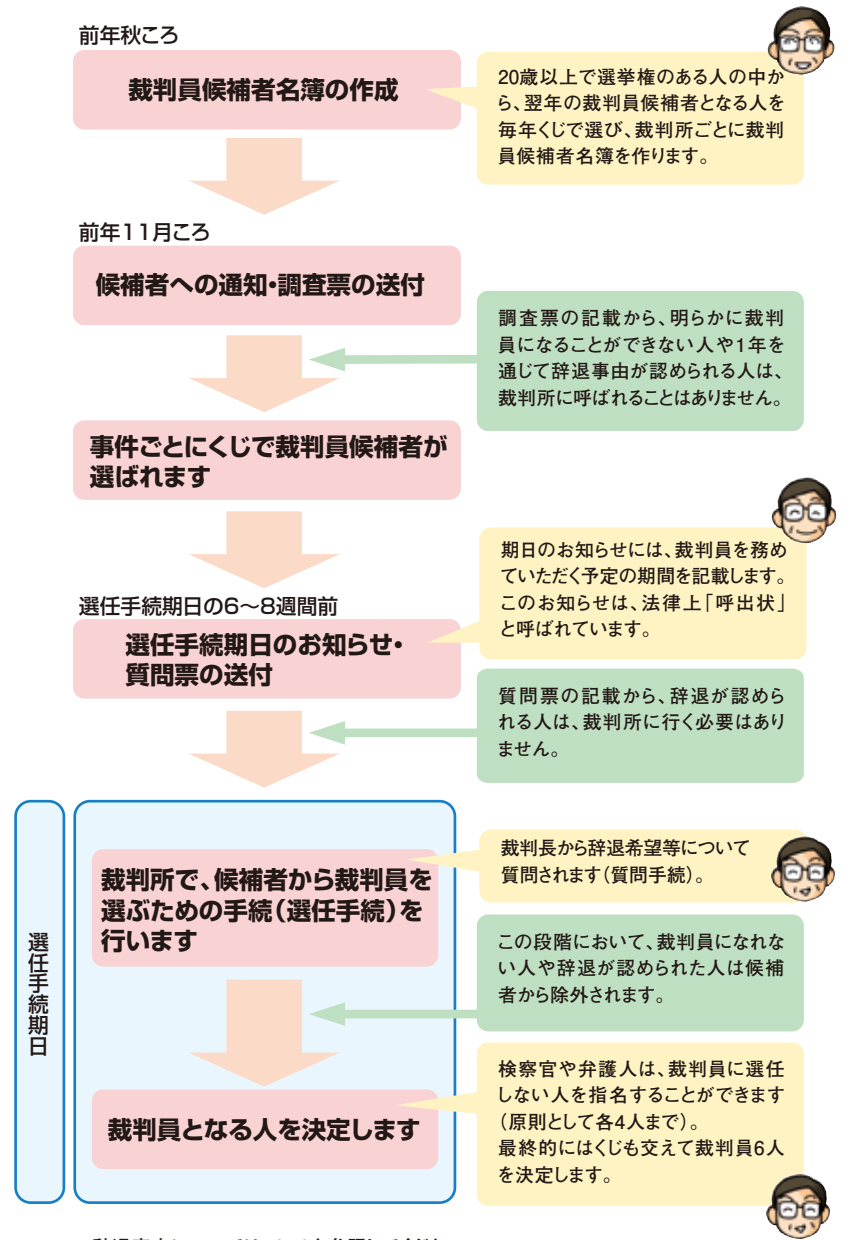 前年秋ころ
裁判員候補者名簿の作成
20歳以上で選挙権のある人の中か
ら、翌年の裁判員候補者となる人を
毎年くじで選び、裁判所ごとに裁判
員候補者名簿を作ります。
前年11月ころ
候補者への通知・調査票の送付
調査票の記載から、明らかに裁判
員になることができない人や1年を
通じて辞退事由が認められる人は、
裁判所に呼ばれることはありません。
事件ごとにくじで裁判員候補者が
選ばれます
期日のお知らせには、裁判員を務め
ていただく予定の期間を記載します。
このお知らせは、法律上「呼出状」
と呼ばれています。
選任手続期日の6〜8週間前
選任手続期日のお知らせ・
質問票の送付
質問票の記載から、辞退が認めら
れる人は、裁判所に行く必要はあり
ません。
選任手続期日
裁判所で、候補者から裁判員を
選ぶための手続（選任手続）を
行います
裁判長から辞退希望等について
質問されます（質問手続）。
この段階において、裁判員になれな
い人や辞退が認められた人は候補
者から除外されます。
裁判員となる人を決定します
検察官や弁護人は、裁判員に選任
しない人を指名することができます
（原則として各4人まで）。
最終的にはくじも交えて裁判員6人
を決定します。